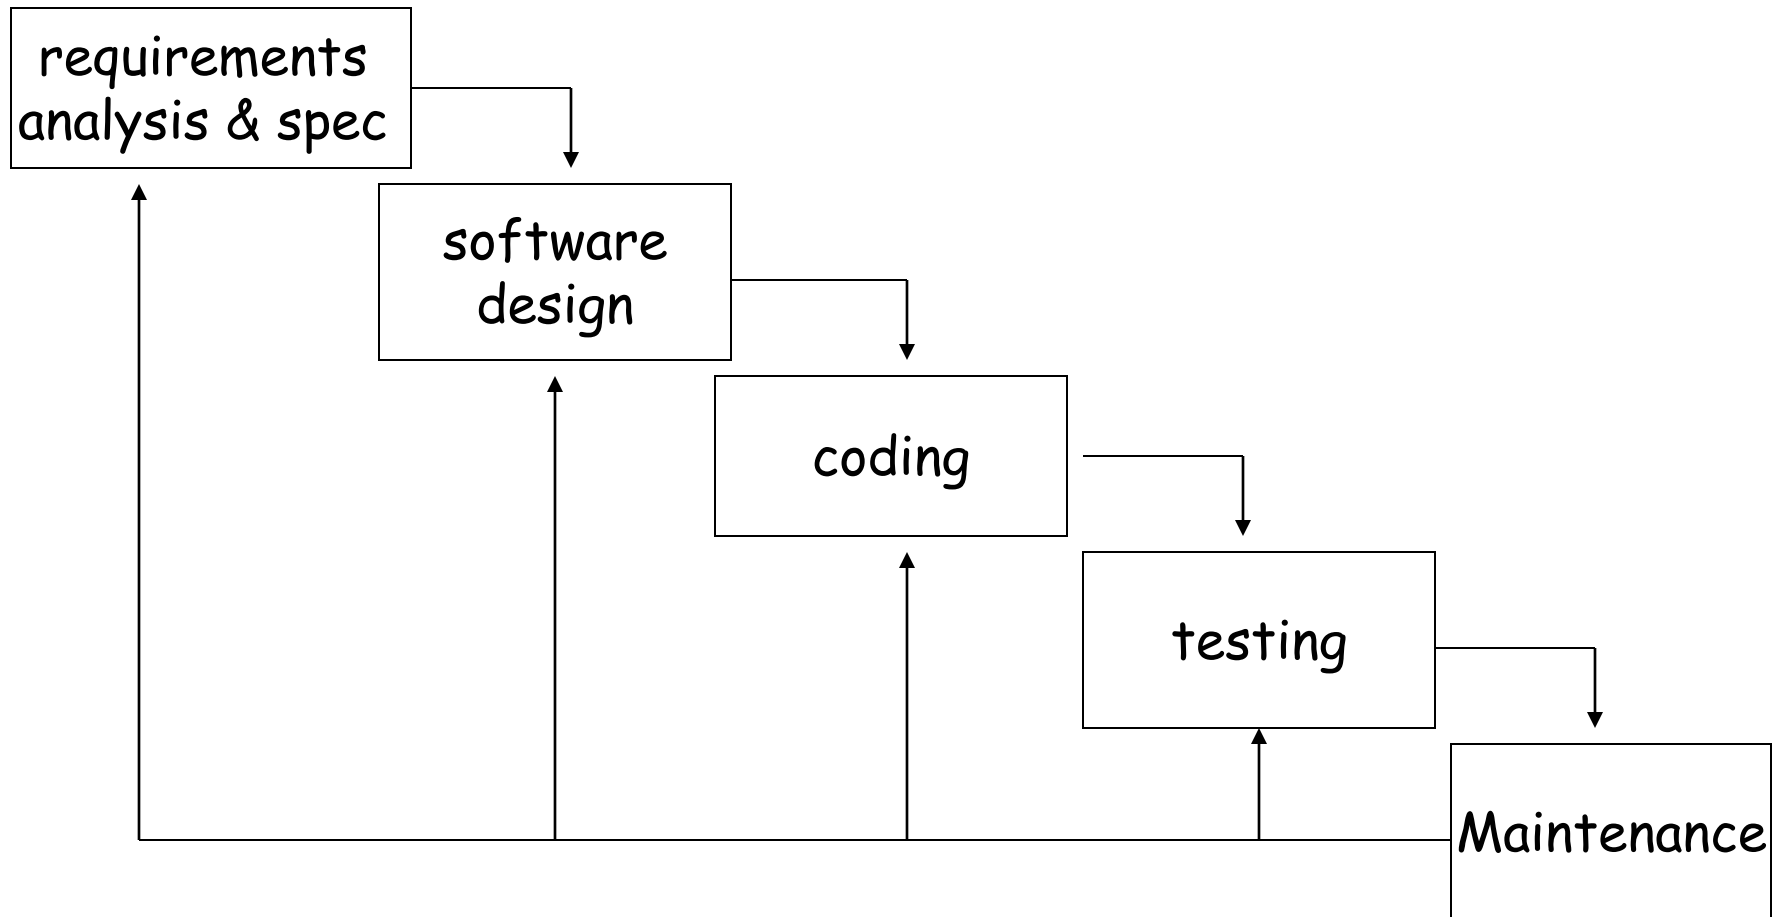 requirements
analysis & spec
software
design
coding
testing
Maintenance